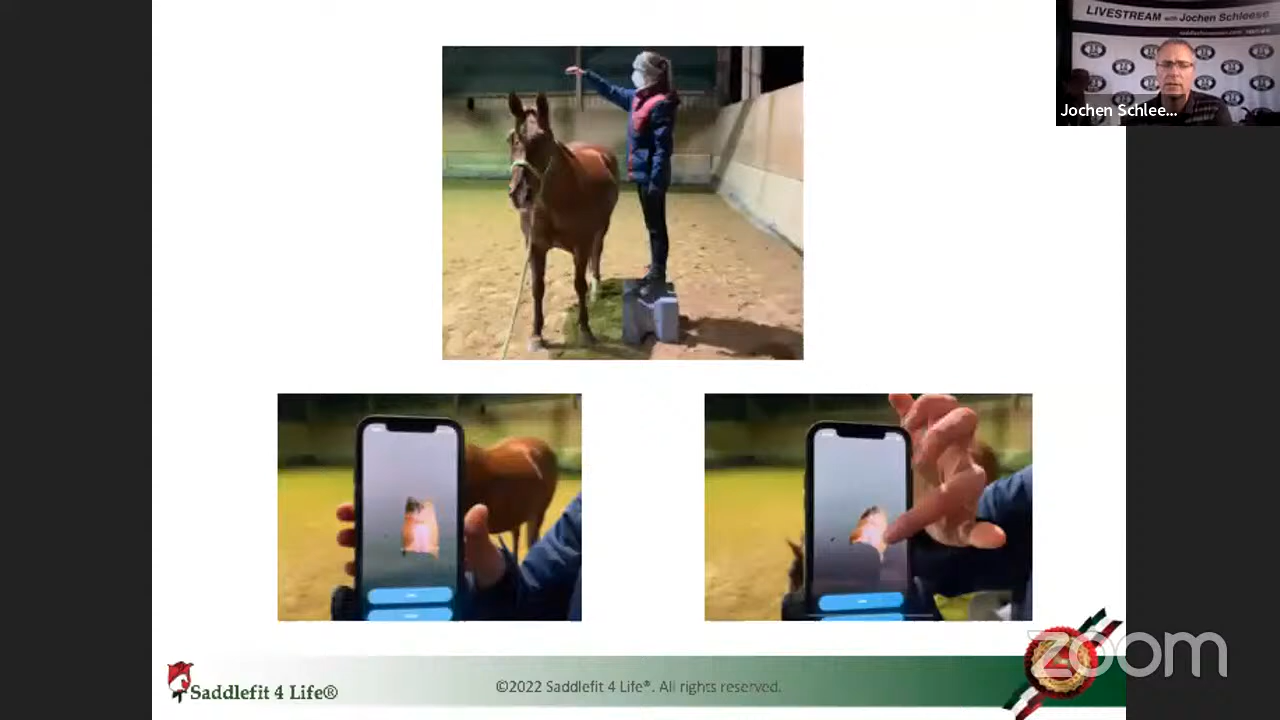 LIVESTREAM with Jochen Schleese
Jochen Schlee...
Saddlefit 4 Life®
©2022 Saddlefit 4 Life®. All rights reserved.
zoom